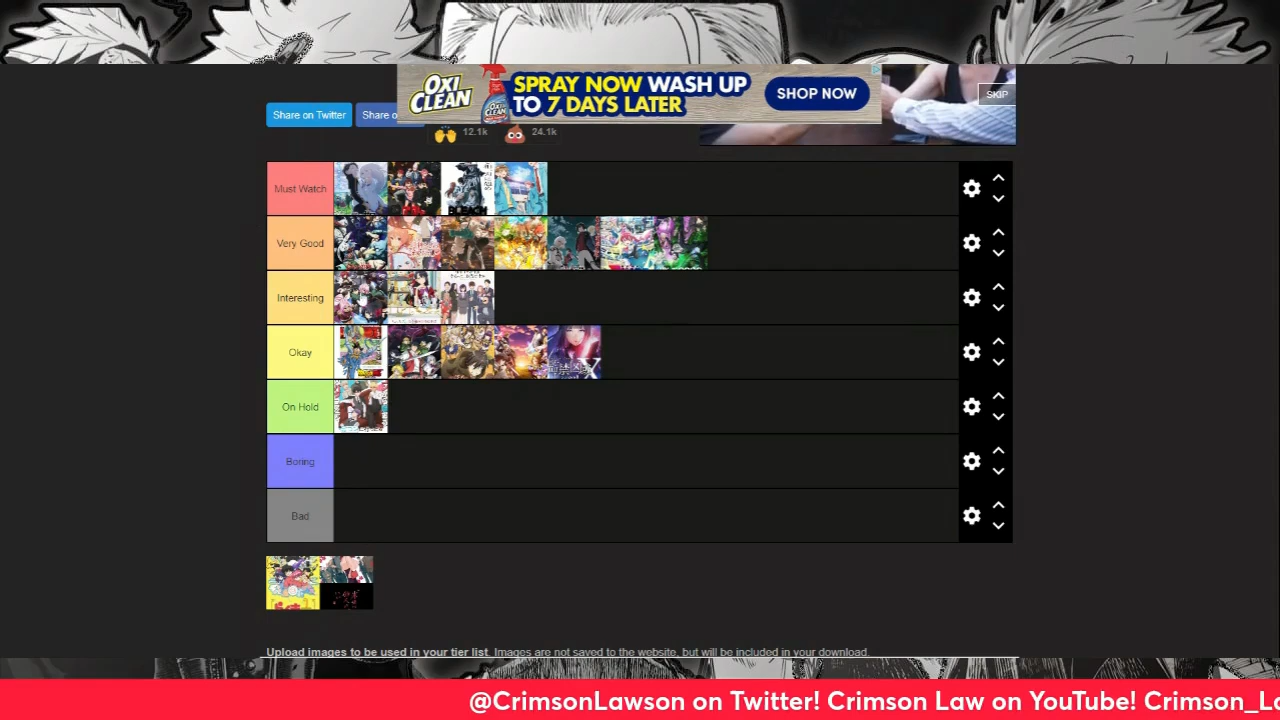 OXI CLEAN
SPRAY NOW WASH UP
TO 7 DAYS LATER
SHOP NOW
SKIP
Share on Twitter
Share o
12.1k
24.1k
Must Watch
BLEACH
Very Good
Interesting
Okay
On Hold
Boring
Bad
Upload images to be used in your tier list. Images are not saved to the website, but will be included in your download.
@CrimsonLawson on Twitter! Crimson Law on YouTube! Crimson_La